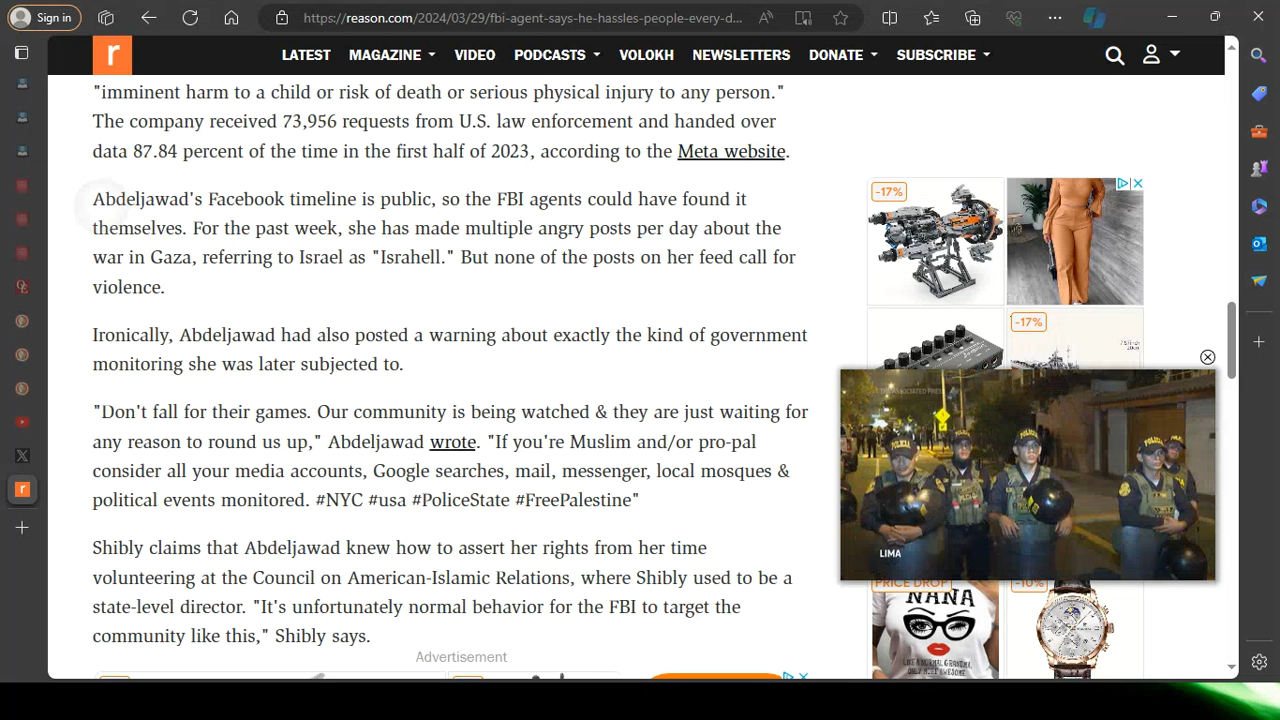 Sign in
https://reason.com/2024/03/29/fbi-agent-says-he-hassles-people-every-d...
r
LATEST MAGAZINE VIDEO PODCASTS VOLOKH NEWSLETTERS DONATE SUBSCRIBE
"imminent harm to a child or risk of death or serious physical injury to any person."
The company received 73,956 requests from U.S. law enforcement and handed over
data 87.84 percent of the time in the first half of 2023, according to the Meta website.
Abdeljawad's Facebook timeline is public, so the FBI agents could have found it
themselves. For the past week, she has made multiple angry posts per day about the
war in Gaza, referring to Israel as "Israhell." But none of the posts on her feed call for
violence.
Ironically, Abdeljawad had also posted a warning about exactly the kind of government
monitoring she was later subjected to.
"Don't fall for their games. Our community is being watched & they are just waiting for
any reason to round us up," Abdeljawad wrote. "If you're Muslim and/or pro-pal
consider all your media accounts, Google searches, mail, messenger, local mosques &
political events monitored. #NYC #usa #PoliceState #FreePalestine"
Shibly claims that Abdeljawad knew how to assert her rights from her time
volunteering at the Council on American-Islamic Relations, where Shibly used to be a
state-level director. "It's unfortunately normal behavior for the FBI to target the
community like this," Shibly says.
Advertisement
-17%
-17%
ASSOCIATED PRESS
POLICIA
POLICIA
POLICIA
LIMA
PRICE DROP
-10%
NANA
LIKE A NORMAL GRANDMA,
ONLY MORE AWESOME
r